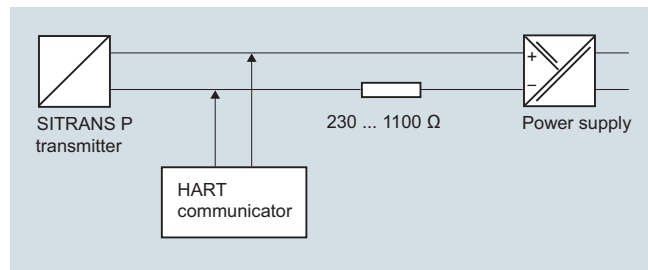 +
−
SITRANS P
transmitter
230 ... 1100 Ω
Power supply
HART
communicator